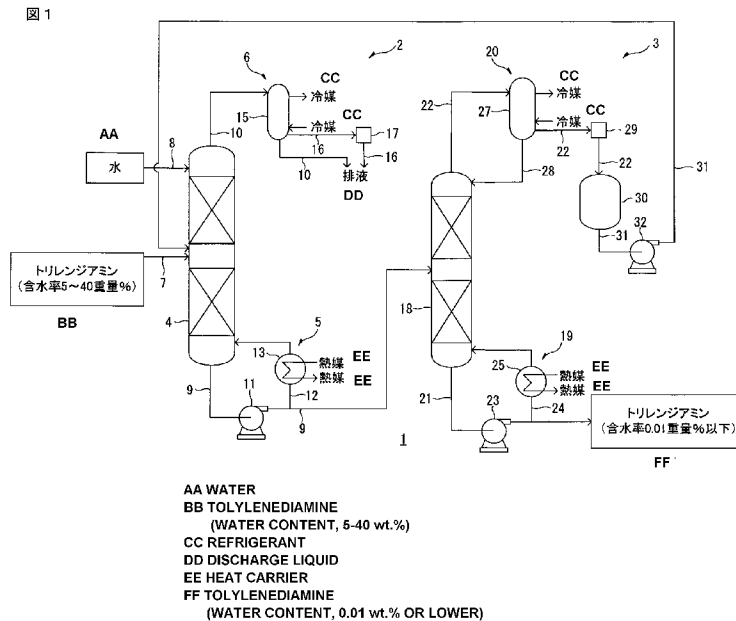 図1
2
3
6
20
CC
冷媒
15
CC
冷媒
16
17
10
10
16
排液
DD
AA
水
8
トリレンジアミン
(含水率5~40重量%)
7
BB
4
5
13
EE
熱媒
熱媒
EE
12
9
11
9
22
CC
冷媒
27
CC
冷媒
22
29
28
22
30
31
31
32
18
19
25
EE
熱媒
熱媒
EE
21
23
24
1
トリレンジアミン
(含水率0.01重量%以下)
FF
AA WATER
BB TOLYLENEDIAMINE
(WATER CONTENT, 5-40 wt.%)
CC REFRIGERANT
DD DISCHARGE LIQUID
EE HEAT CARRIER
FF TOLYLENEDIAMINE
(WATER CONTENT, 0.01 wt.% OR LOWER)